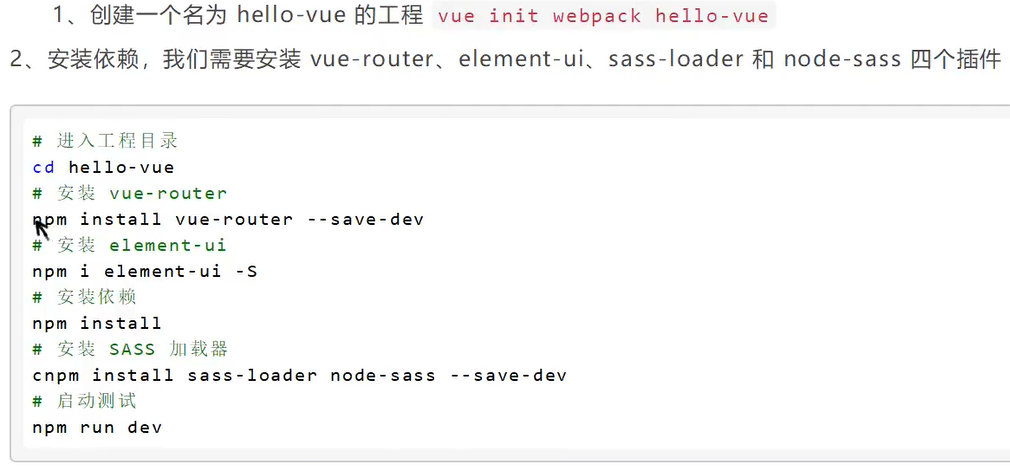 1、创建一个名为 hello-vue 的工程 vue init webpack hello-vue
2、安装依赖，我们需要安装 vue-router、element-ui、sass-loader 和 node-sass 四个插件
# 进入工程目录
cd hello-vue
# 安装 vue-router
npm install vue-router --save-dev
# 安装 element-ui
npm i element-ui -S
# 安装依赖
npm install
# 安装 SASS 加载器
cnpm install sass-loader node-sass --save-dev
# 启动测试
npm run dev